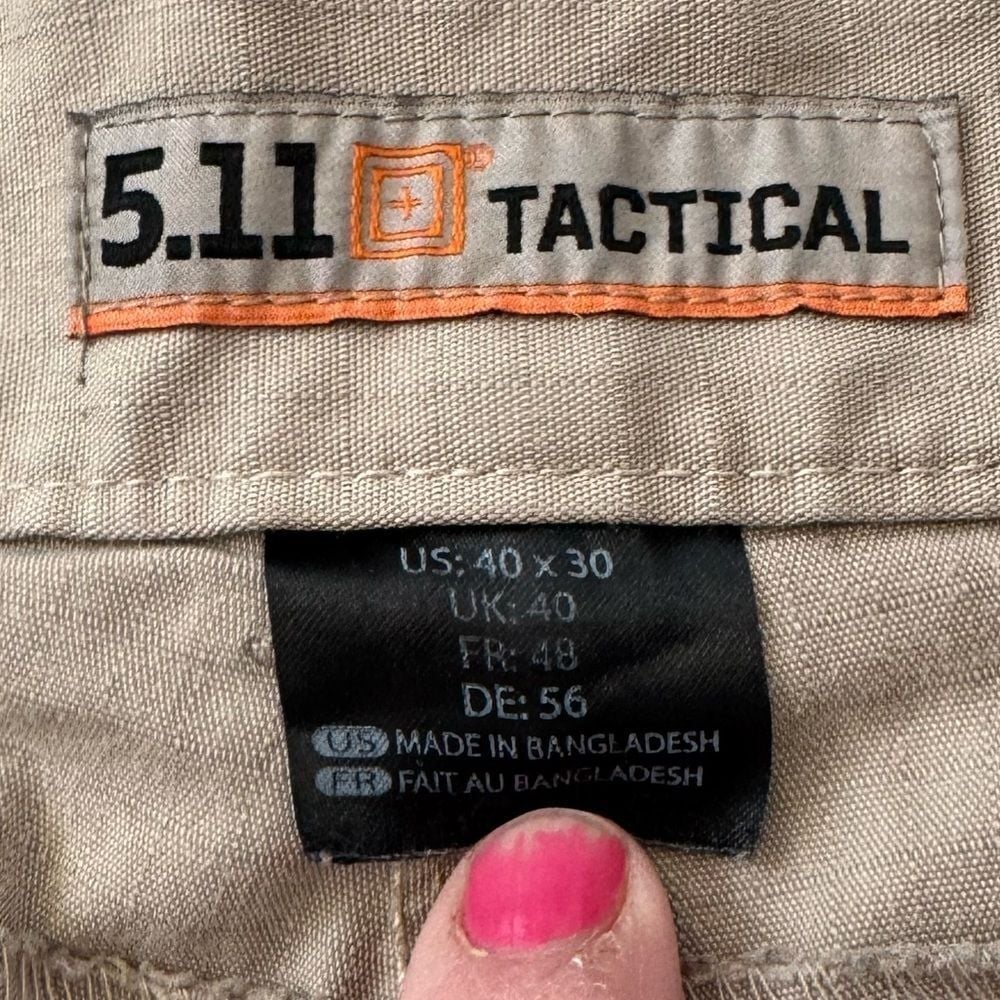 5.11 TACTICAL
US: 40 x 30
UK: 40
FR: 48
DE: 56
US MADE IN BANGLADESH
FR FAIT AU BANGLADESH